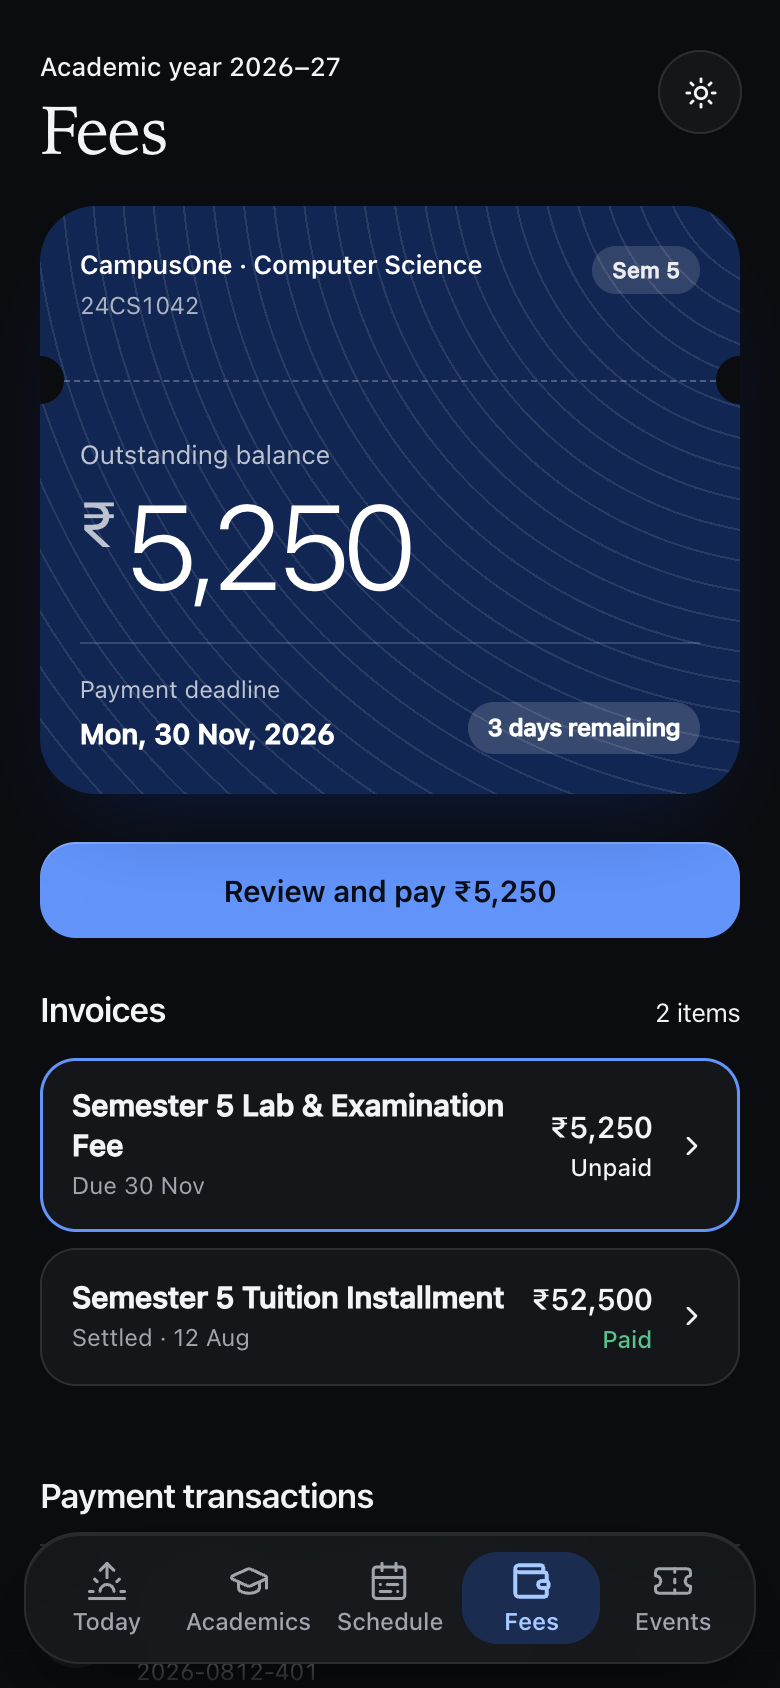 Academic year 2026–27
Fees
CampusOne · Computer Science
Sem 5
24CS1042
Outstanding balance
₹5,250
Payment deadline
Mon, 30 Nov, 2026
3 days remaining
Review and pay ₹5,250
Invoices
2 items
Semester 5 Lab & Examination
Fee
Due 30 Nov
₹5,250
Unpaid
Semester 5 Tuition Installment
Settled · 12 Aug
₹52,500
Paid
Payment transactions
Today
Academics
Schedule
Fees
Events
2026-0812-401